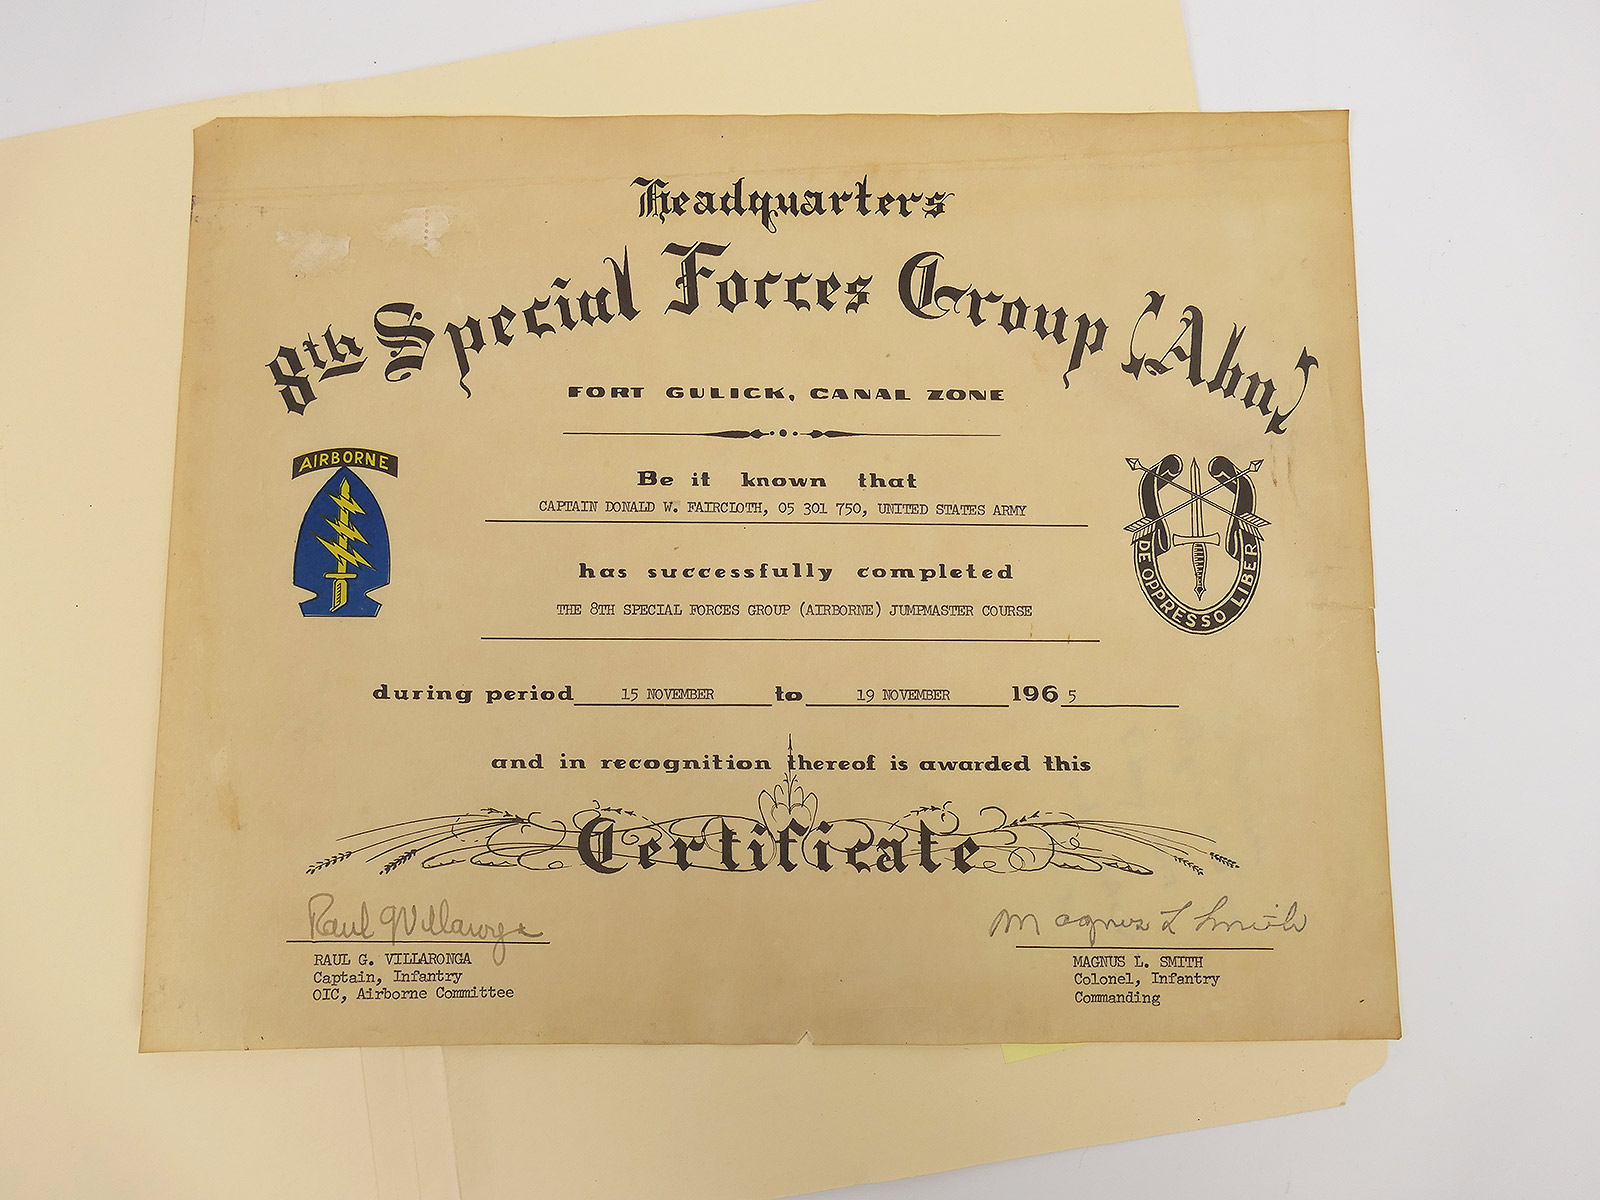 Headquarters
8th Special Forces Group (Abn)
FORT GULICK, CANAL ZONE
AIRBORNE
Be it known that
CAPTAIN DONALD W. FAIRCIOTH, 05 301 750, UNITED STATES ARMY
has successfully completed
THE 8TH SPECIAL FORCES GROUP (AIRBORNE) JUMPMASTER COURSE
DE OPPRESSO LIBER
during period 15 NOVEMBER to 19 NOVEMBER 196 5
and in recognition thereof is awarded this
Certificate
Raul G Villaronga
Magnus L Smith
RAUL G. VILLARONGA
Captain, Infantry
OIC, Airborne Committee
MAGNUS L. SMITH
Colonel, Infantry
Commanding